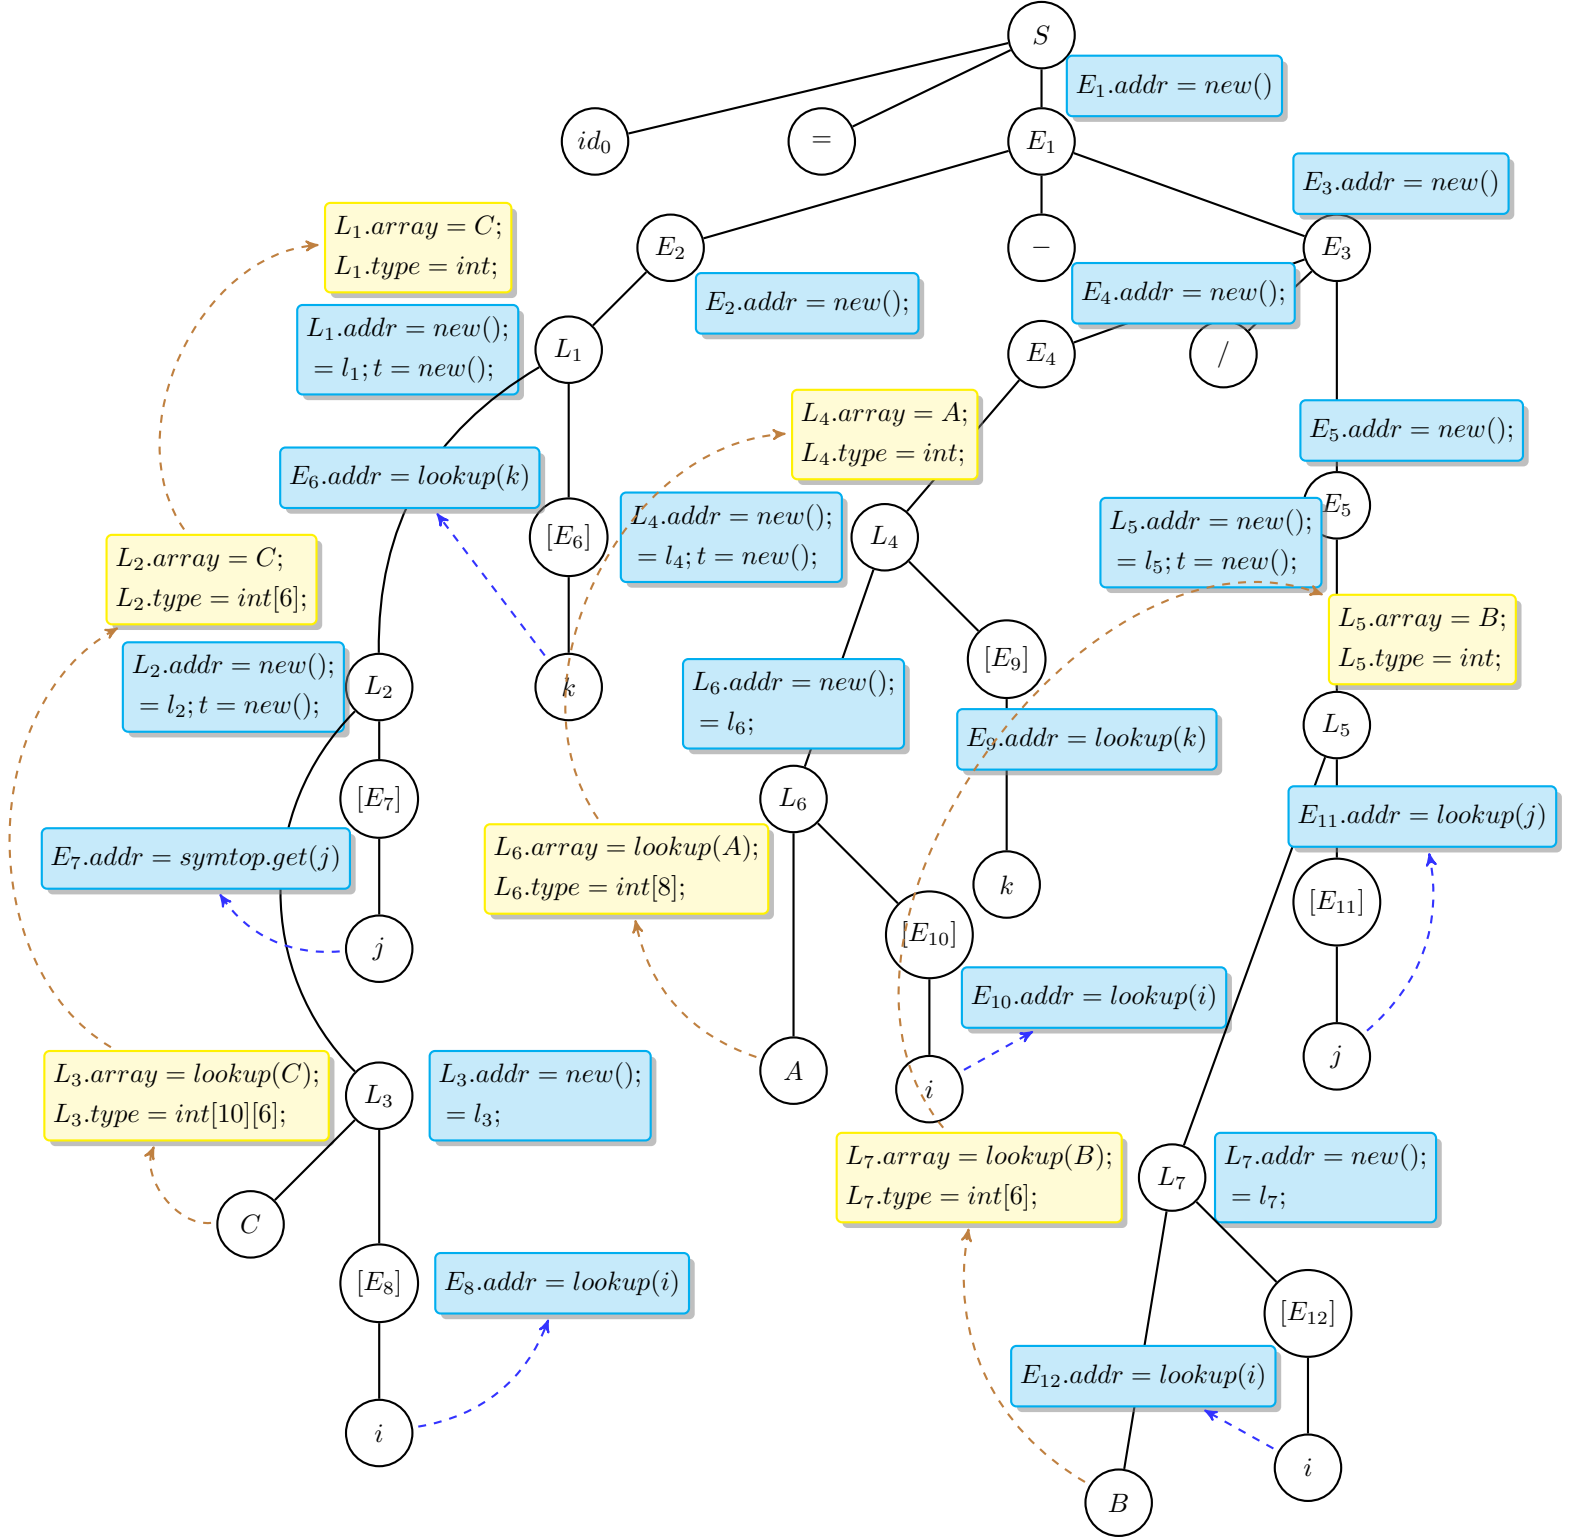 S
E₁.addr = new()
id₀
=
E₁
E₃.addr = new()
L₁.array = C;
L₁.type = int;
E₂
−
E₃
E₂.addr = new();
E₄.addr = new();
L₁.addr = new();
= l₁; t = new();
L₁
E₄
/
L₄.array = A;
L₄.type = int;
E₅.addr = new();
E₆.addr = lookup(k)
L₄.addr = new();
= l₄; t = new();
L₅.addr = new();
= l₅; t = new();
E₅
[E₆]
L₄
L₂.array = C;
L₂.type = int[6];
L₅.array = B;
L₅.type = int;
L₂.addr = new();
= l₂; t = new();
L₂
k
L₆.addr = new();
= l₆;
[E₉]
L₅
E₉.addr = lookup(k)
[E₇]
L₆
E₁₁.addr = lookup(j)
E₇.addr = symtop.get(j)
L₆.array = lookup(A);
L₆.type = int[8];
k
[E₁₁]
j
[E₁₀]
E₁₀.addr = lookup(i)
j
L₃.array = lookup(C);
L₃.type = int[10][6];
L₃
L₃.addr = new();
= l₃;
A
i
L₇.array = lookup(B);
L₇.type = int[6];
L₇
L₇.addr = new();
= l₇;
C
[E₈]
E₈.addr = lookup(i)
[E₁₂]
E₁₂.addr = lookup(i)
i
i
B